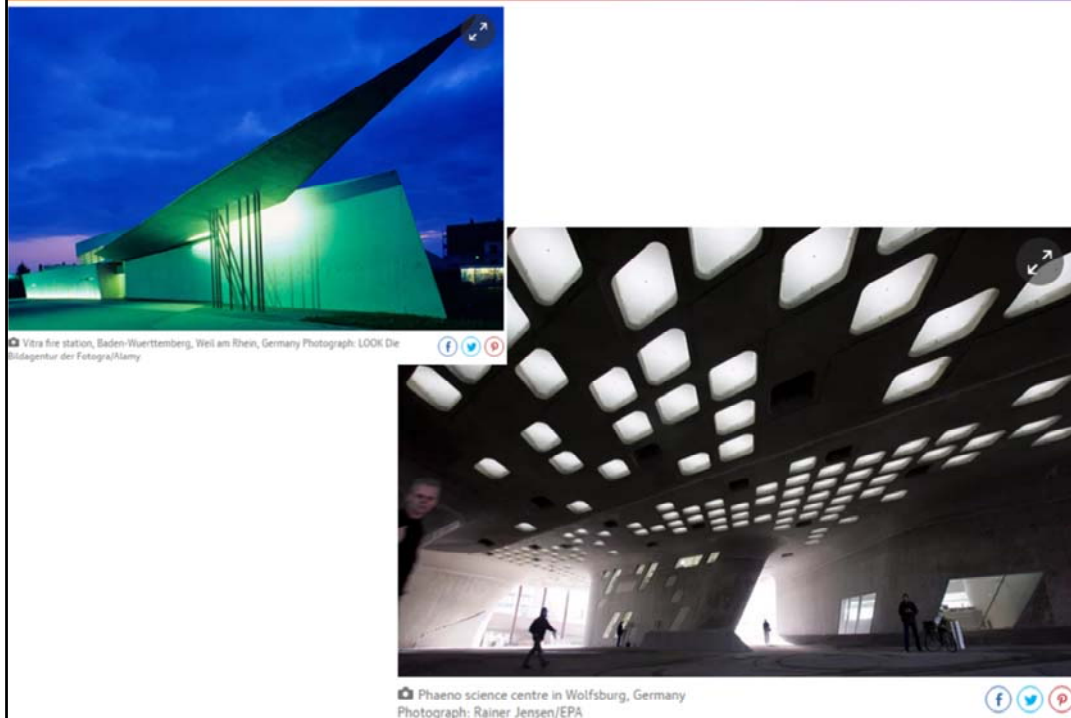 Vitra fire station, Baden-Wuerttemberg, Weil am Rhein, Germany Photograph: LOOK Die
Bildagentur der Fotogra/Alamy
Phaeno science centre in Wolfsburg, Germany
Photograph: Rainer Jensen/EPA